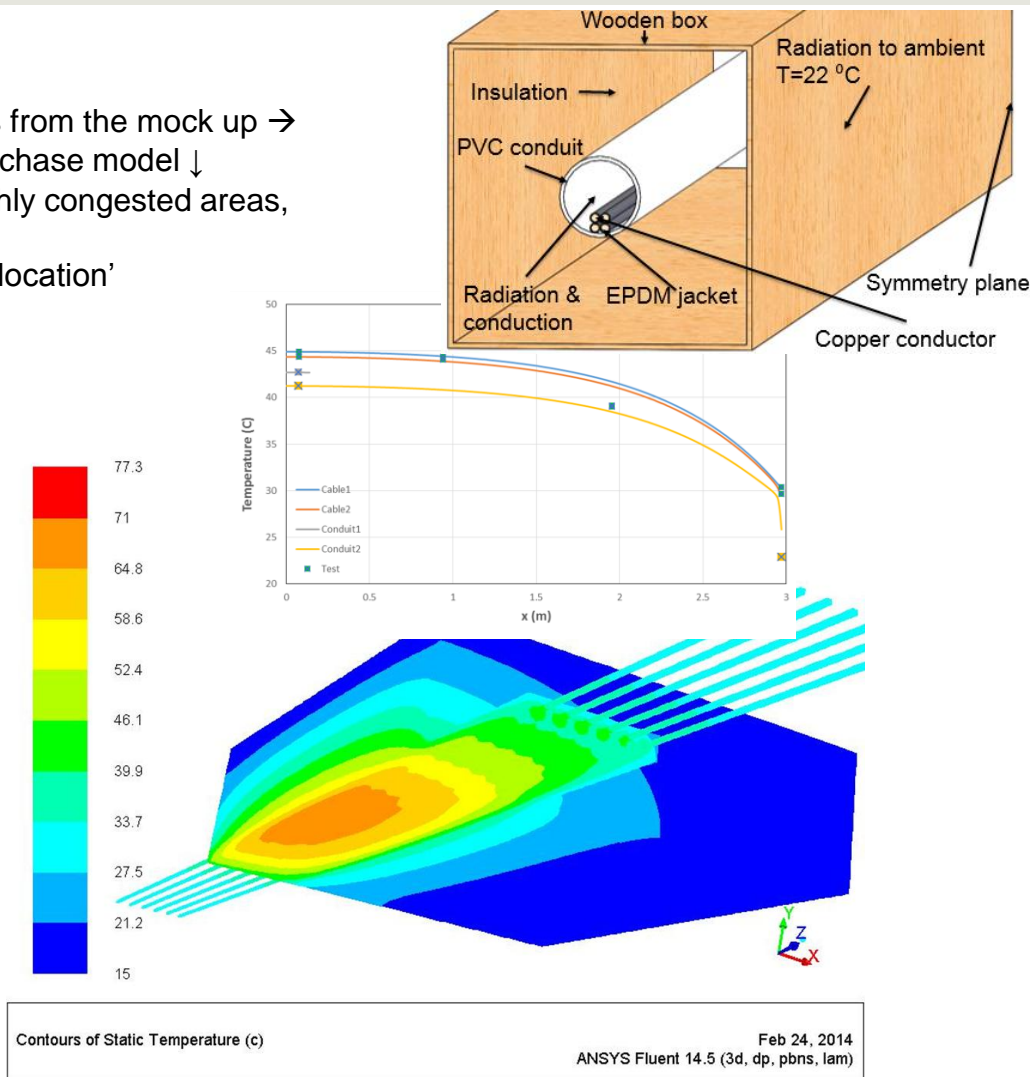 Wooden box
Radiation to ambient
T=22 ⁰C
Insulation
from the mock up →
PVC conduit
chase model ↓
congested areas,
location’
Radiation &
conduction
EPDM jacket
Symmetry plane
Copper conductor
50
45
40
35
30
25
20
Temperature (C)
Cable1
Cable2
Conduit1
Conduit2
Test
0
0.5
1
1.5
2
2.5
3
x (m)
77.3
71
64.8
58.6
52.4
46.1
39.9
33.7
27.5
21.2
15
Y
Z
X
Contours of Static Temperature (c)
Feb 24, 2014
ANSYS Fluent 14.5 (3d, dp, pbns, lam)